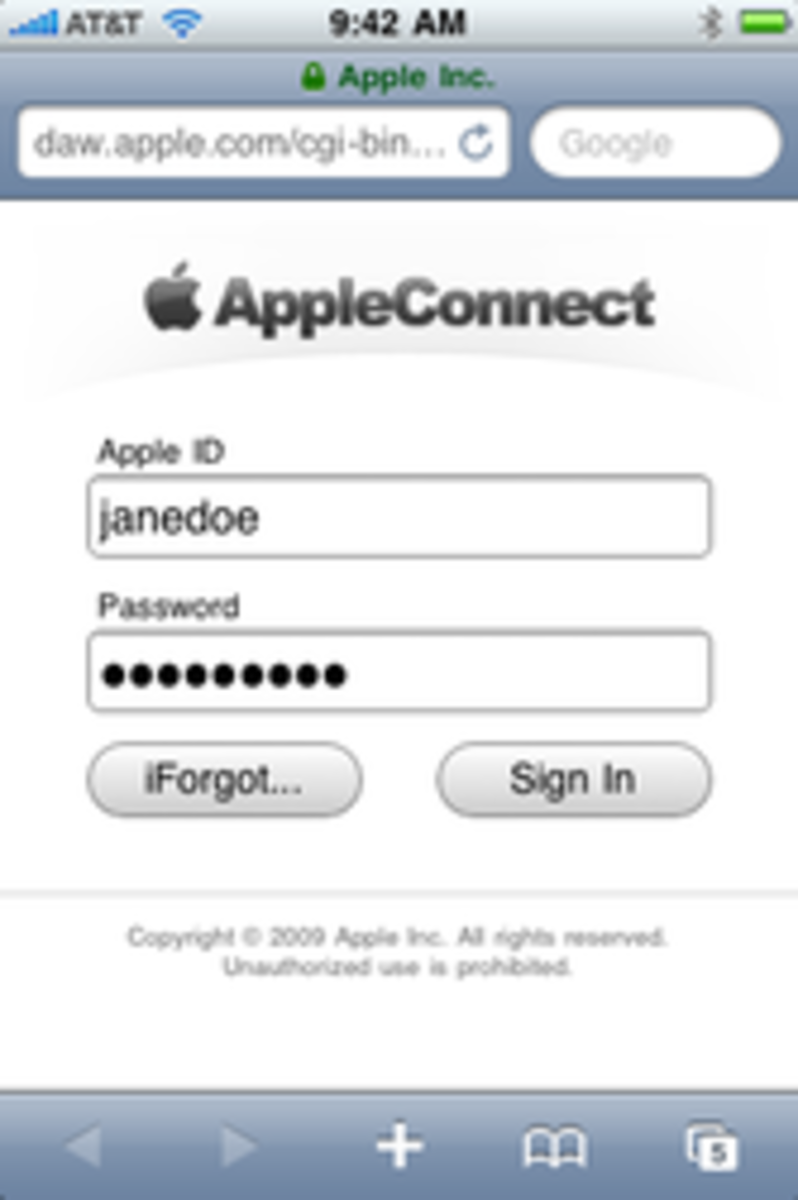 AT&T 9:42 AM
Apple Inc.
daw.apple.com/cgi-bin... Google
AppleConnect
Apple ID
janedoe
Password
●●●●●●●●●
iForgot... Sign In
Copyright © 2009 Apple Inc. All rights reserved.
Unauthorized use is prohibited.
5